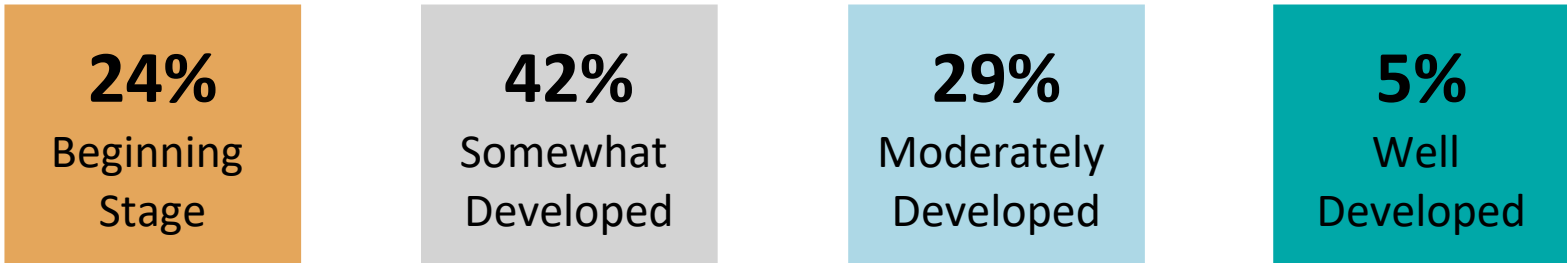 24%
Beginning
Stage
42%
Somewhat
Developed
29%
Moderately
Developed
5%
Well
Developed